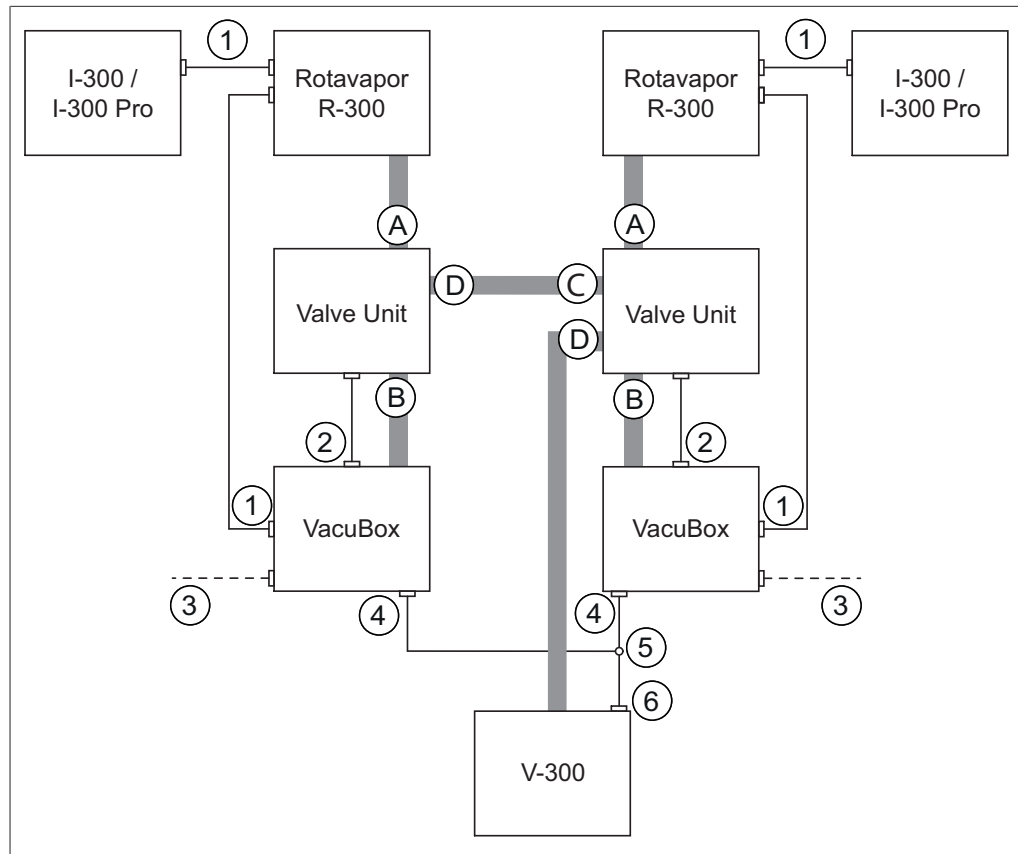 1
1
I-300 /
I-300 Pro
Rotavapor
R-300
Rotavapor
R-300
I-300 /
I-300 Pro
A
A
Valve Unit
D
C
Valve Unit
D
B
B
2
2
1
VacuBox
VacuBox
1
3
4
4
3
5
6
V-300